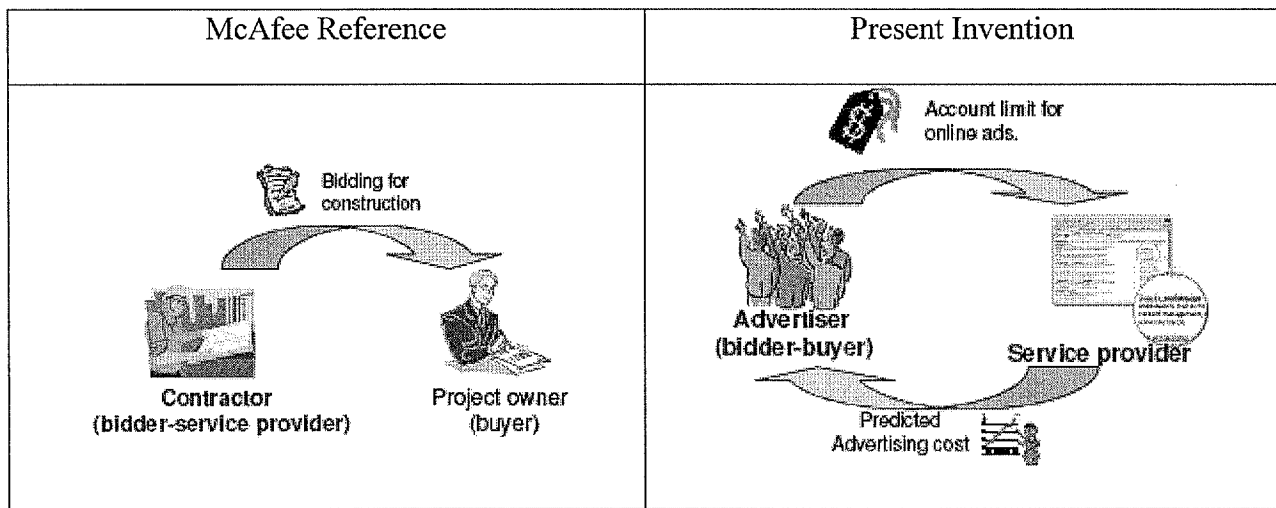 McAfee Reference
Present Invention
Bidding for
construction
Contractor
(bidder-service provider)
Project owner
(buyer)
Account limit for
online ads.
Advertiser
(bidder-buyer)
Service provider
Predicted
Advertising cost